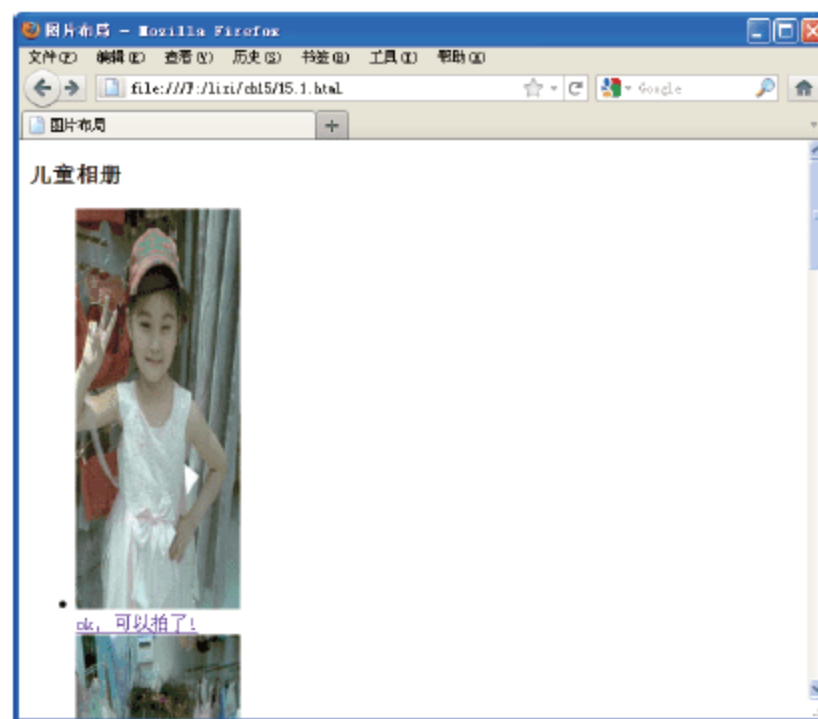 图片布局 - Mozilla Firefox
文件(F) 编辑(E) 查看(V) 历史(S) 书签(B) 工具(T) 帮助(H)
file:///F:/lizi/ch15/15.1.html Google
图片布局
儿童相册
ok，可以拍了!